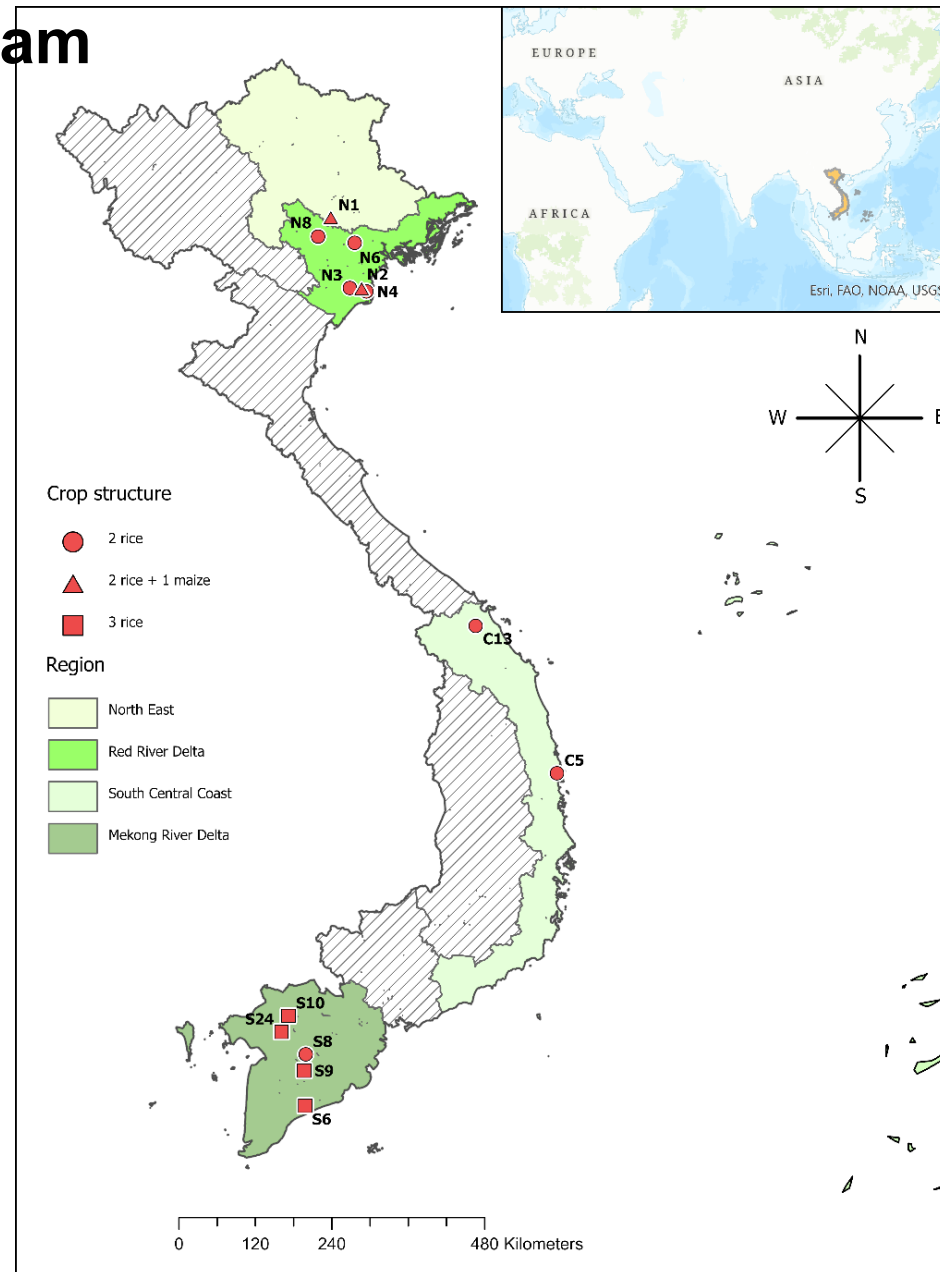 am
EUROPE
ASIA
AFRICA
Esri, FAO, NOAA, USGS
N
W
E
S
N1
N8
N6
N3
N2
N4
Crop structure
2 rice
2 rice + 1 maize
3 rice
C13
Region
North East
Red River Delta
C5
South Central Coast
Mekong River Delta
S10
S24
S8
S9
S6
0 120 240 480 Kilometers